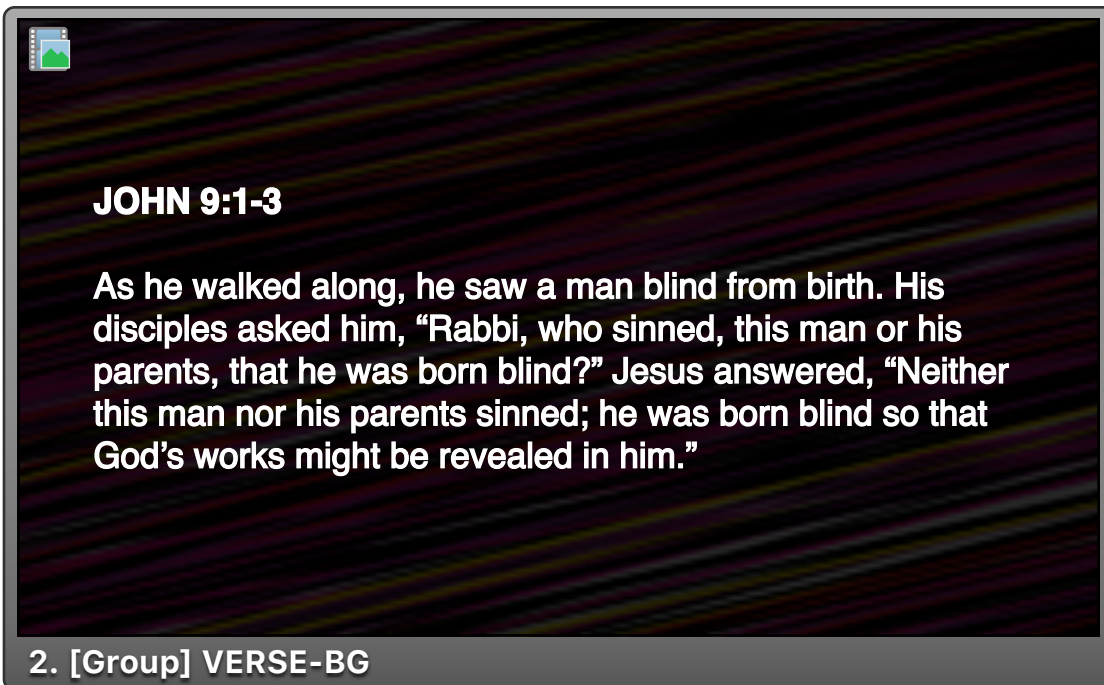 JOHN 9:1-3
As he walked along, he saw a man blind from birth. His
disciples asked him, “Rabbi, who sinned, this man or his
parents, that he was born blind?” Jesus answered, “Neither
this man nor his parents sinned; he was born blind so that
God’s works might be revealed in him.”
2. [Group] VERSE-BG